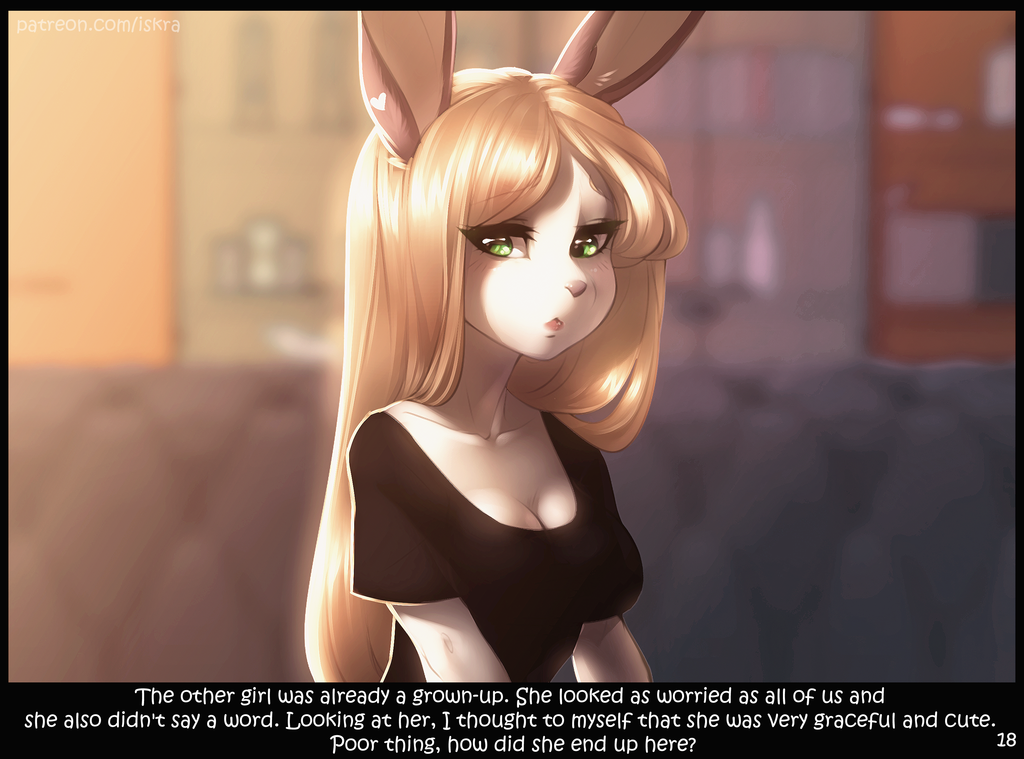 patreon.com/iskra
The other girl was already a grown-up. She looked as worried as all of us and
she also didn't say a word. Looking at her, I thought to myself that she was very graceful and cute.
Poor thing, how did she end up here?
18